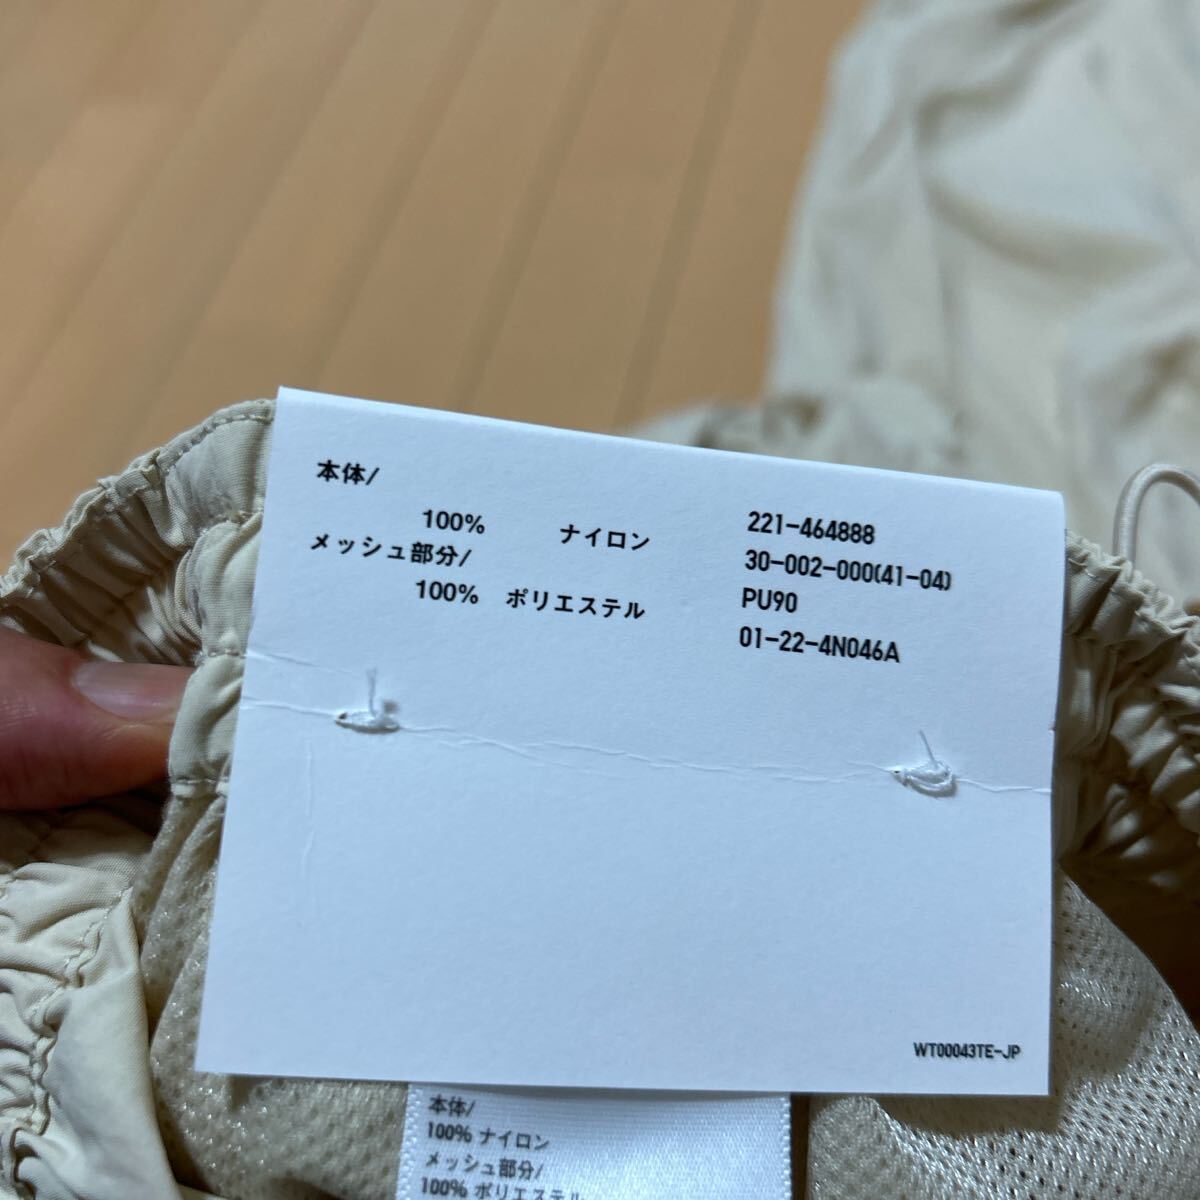 本体/
100% ナイロン
メッシュ部分/
100% ポリエステル
221-464888
30-002-000(41-04)
PU90
01-22-4N046A
WT00043TE-JP
本体/
100% ナイロン
メッシュ部分/
100% ポリエステル